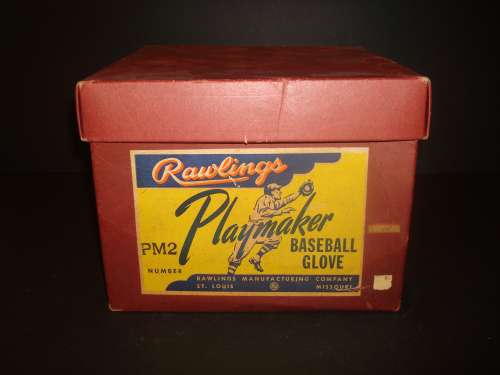 Rawlings
Playmaker
PM2
NUMBER
BASEBALL
GLOVE
RAWLINGS MANUFACTURING COMPANY
ST. LOUIS MISSOURI